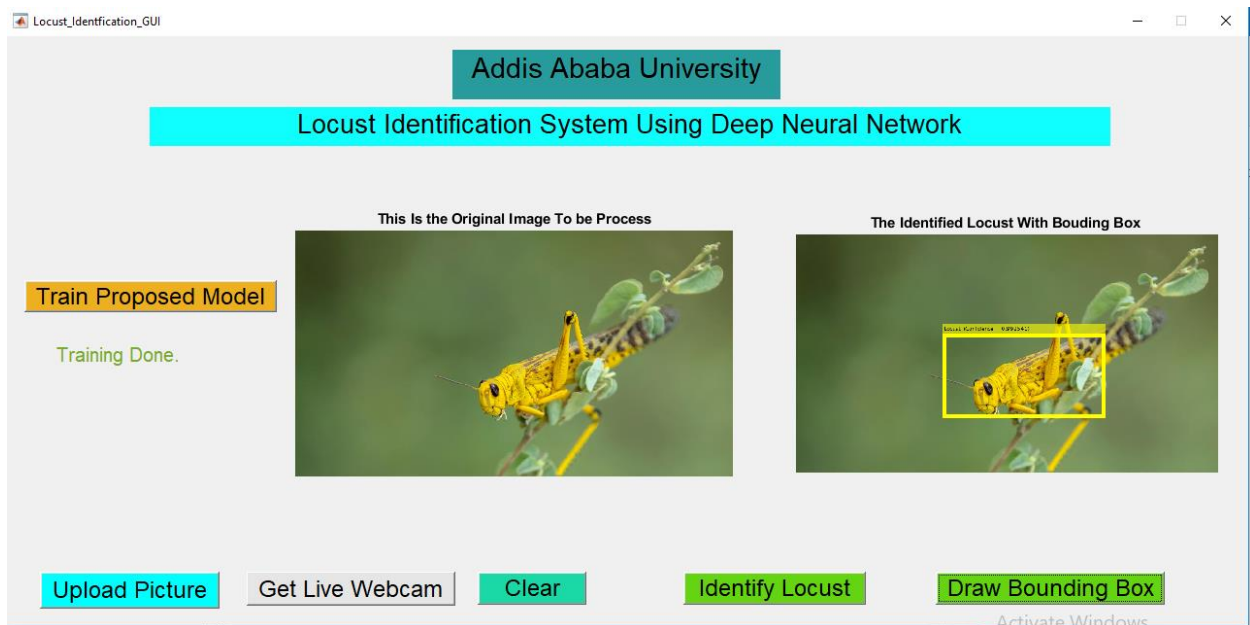 Locust_Identfication_GUI
Addis Ababa University
Locust Identification System Using Deep Neural Network
This Is the Original Image To be Process
The Identified Locust With Bouding Box
Train Proposed Model
Training Done.
Upload Picture
Get Live Webcam
Clear
Identify Locust
Draw Bounding Box
Activate Windows